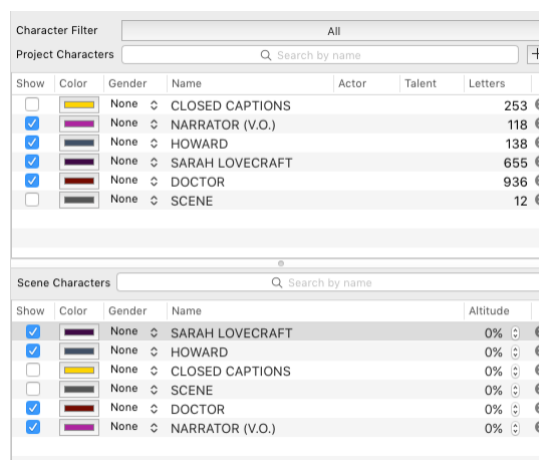 Character Filter All
Project Characters Search by name
Show Color Gender Name Actor Talent Letters
None CLOSED CAPTIONS 253
None NARRATOR (V.O.) 118
None HOWARD 138
None SARAH LOVECRAFT 655
None DOCTOR 936
None SCENE 12
Scene Characters Search by name
Show Color Gender Name Altitude
None SARAH LOVECRAFT 0%
None HOWARD 0%
None CLOSED CAPTIONS 0%
None SCENE 0%
None DOCTOR 0%
None NARRATOR (V.O.) 0%